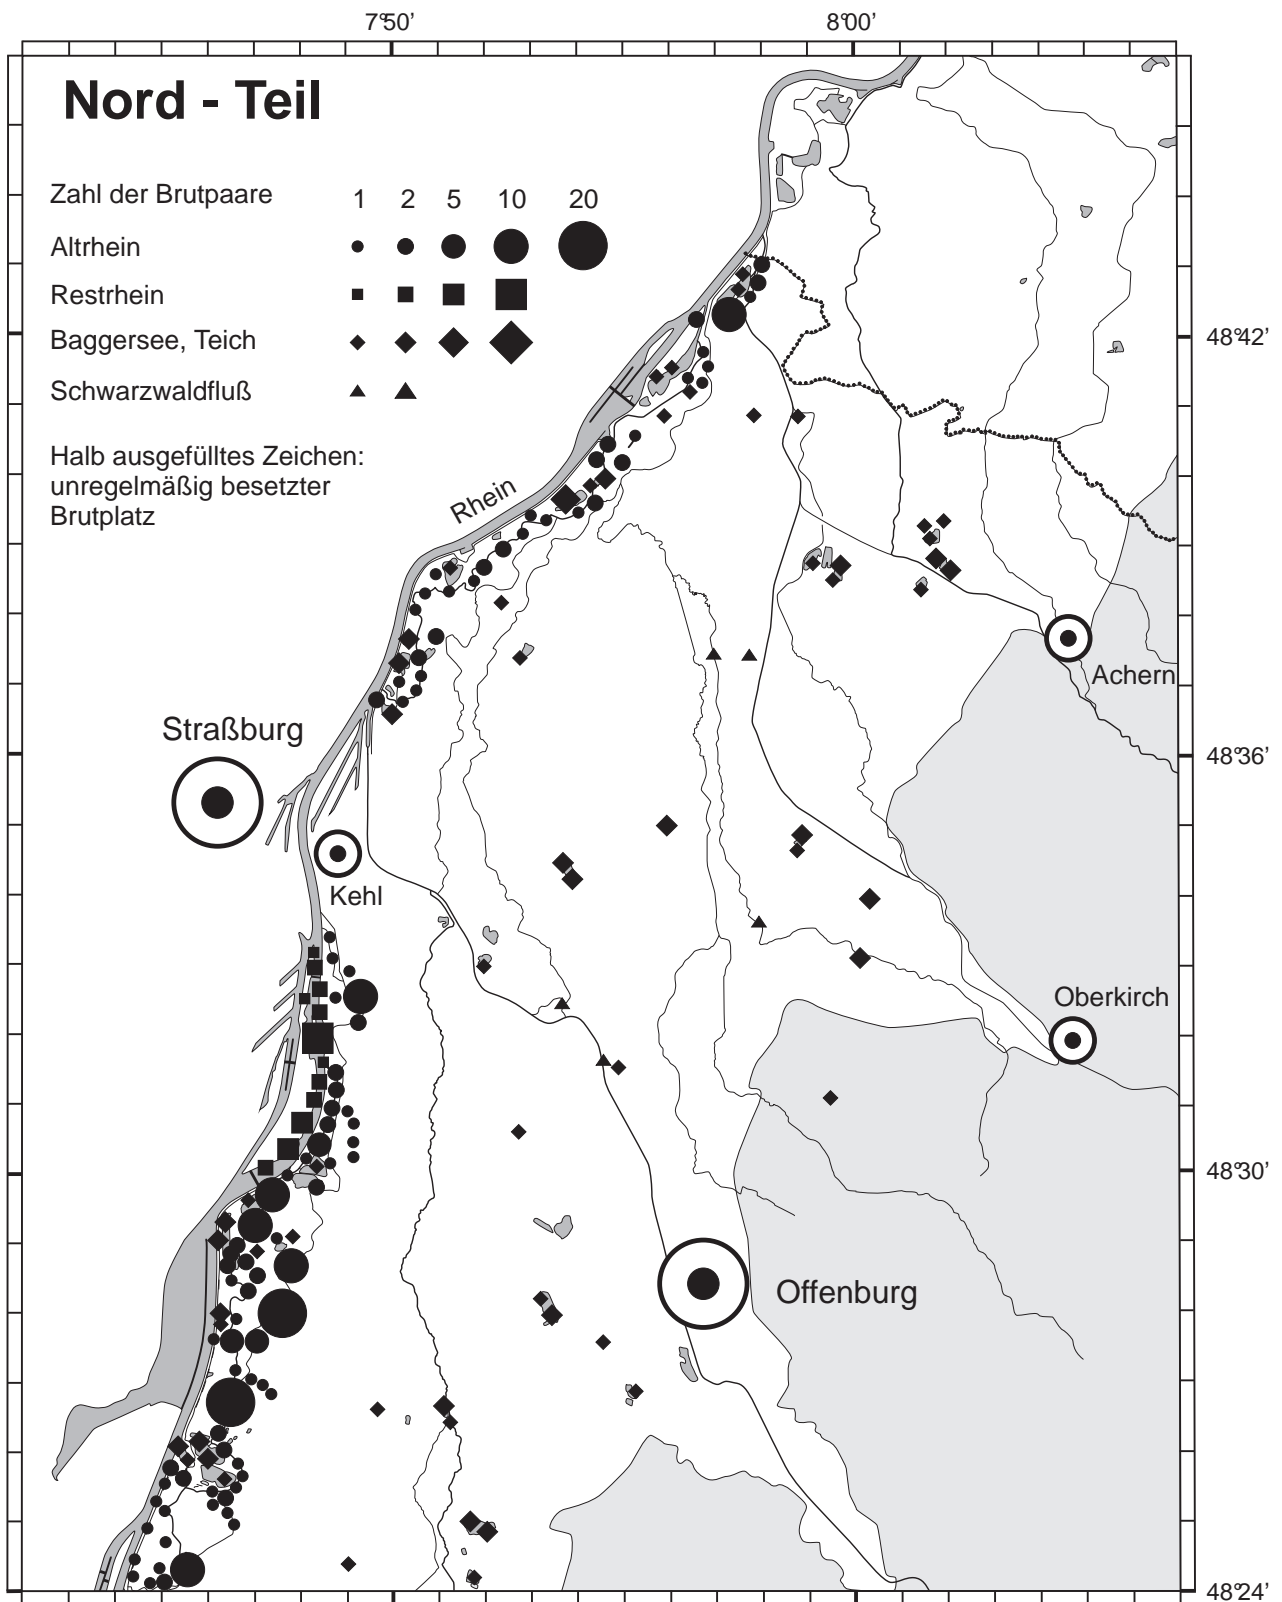 7°50’ 8°00’
Nord - Teil
Zahl der Brutpaare 1 2 5 10 20
Altrhein
Restrhein
Baggersee, Teich
Schwarzwaldfluß
Halb ausgefülltes Zeichen:
unregelmäßig besetzter
Brutplatz
48°42’
Rhein
Achern
Straßburg
48°36’
Kehl
Oberkirch
48°30’
Offenburg
48°24’